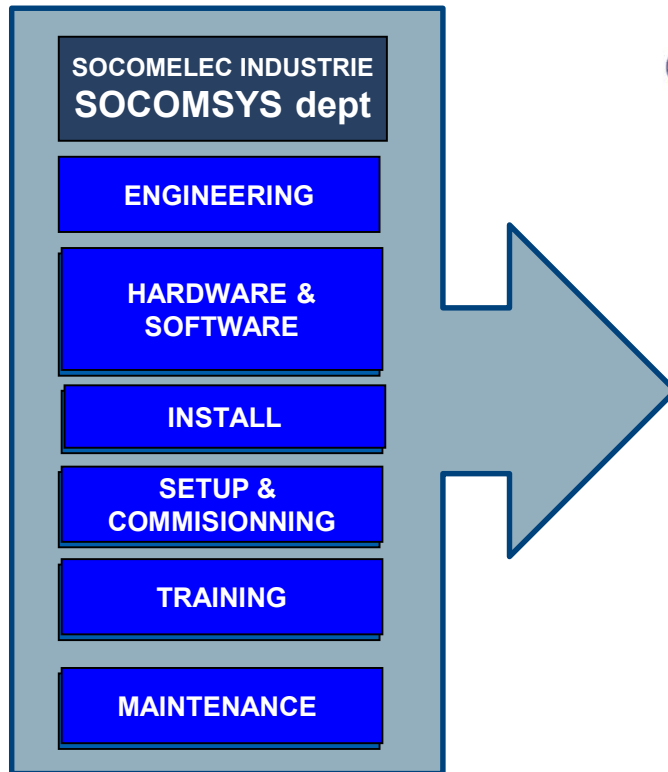 SOCOMELEC INDUSTRIE
SOCOMSYS dept
ENGINEERING
HARDWARE &
SOFTWARE
INSTALL
SETUP &
COMMISIONNING
TRAINING
MAINTENANCE